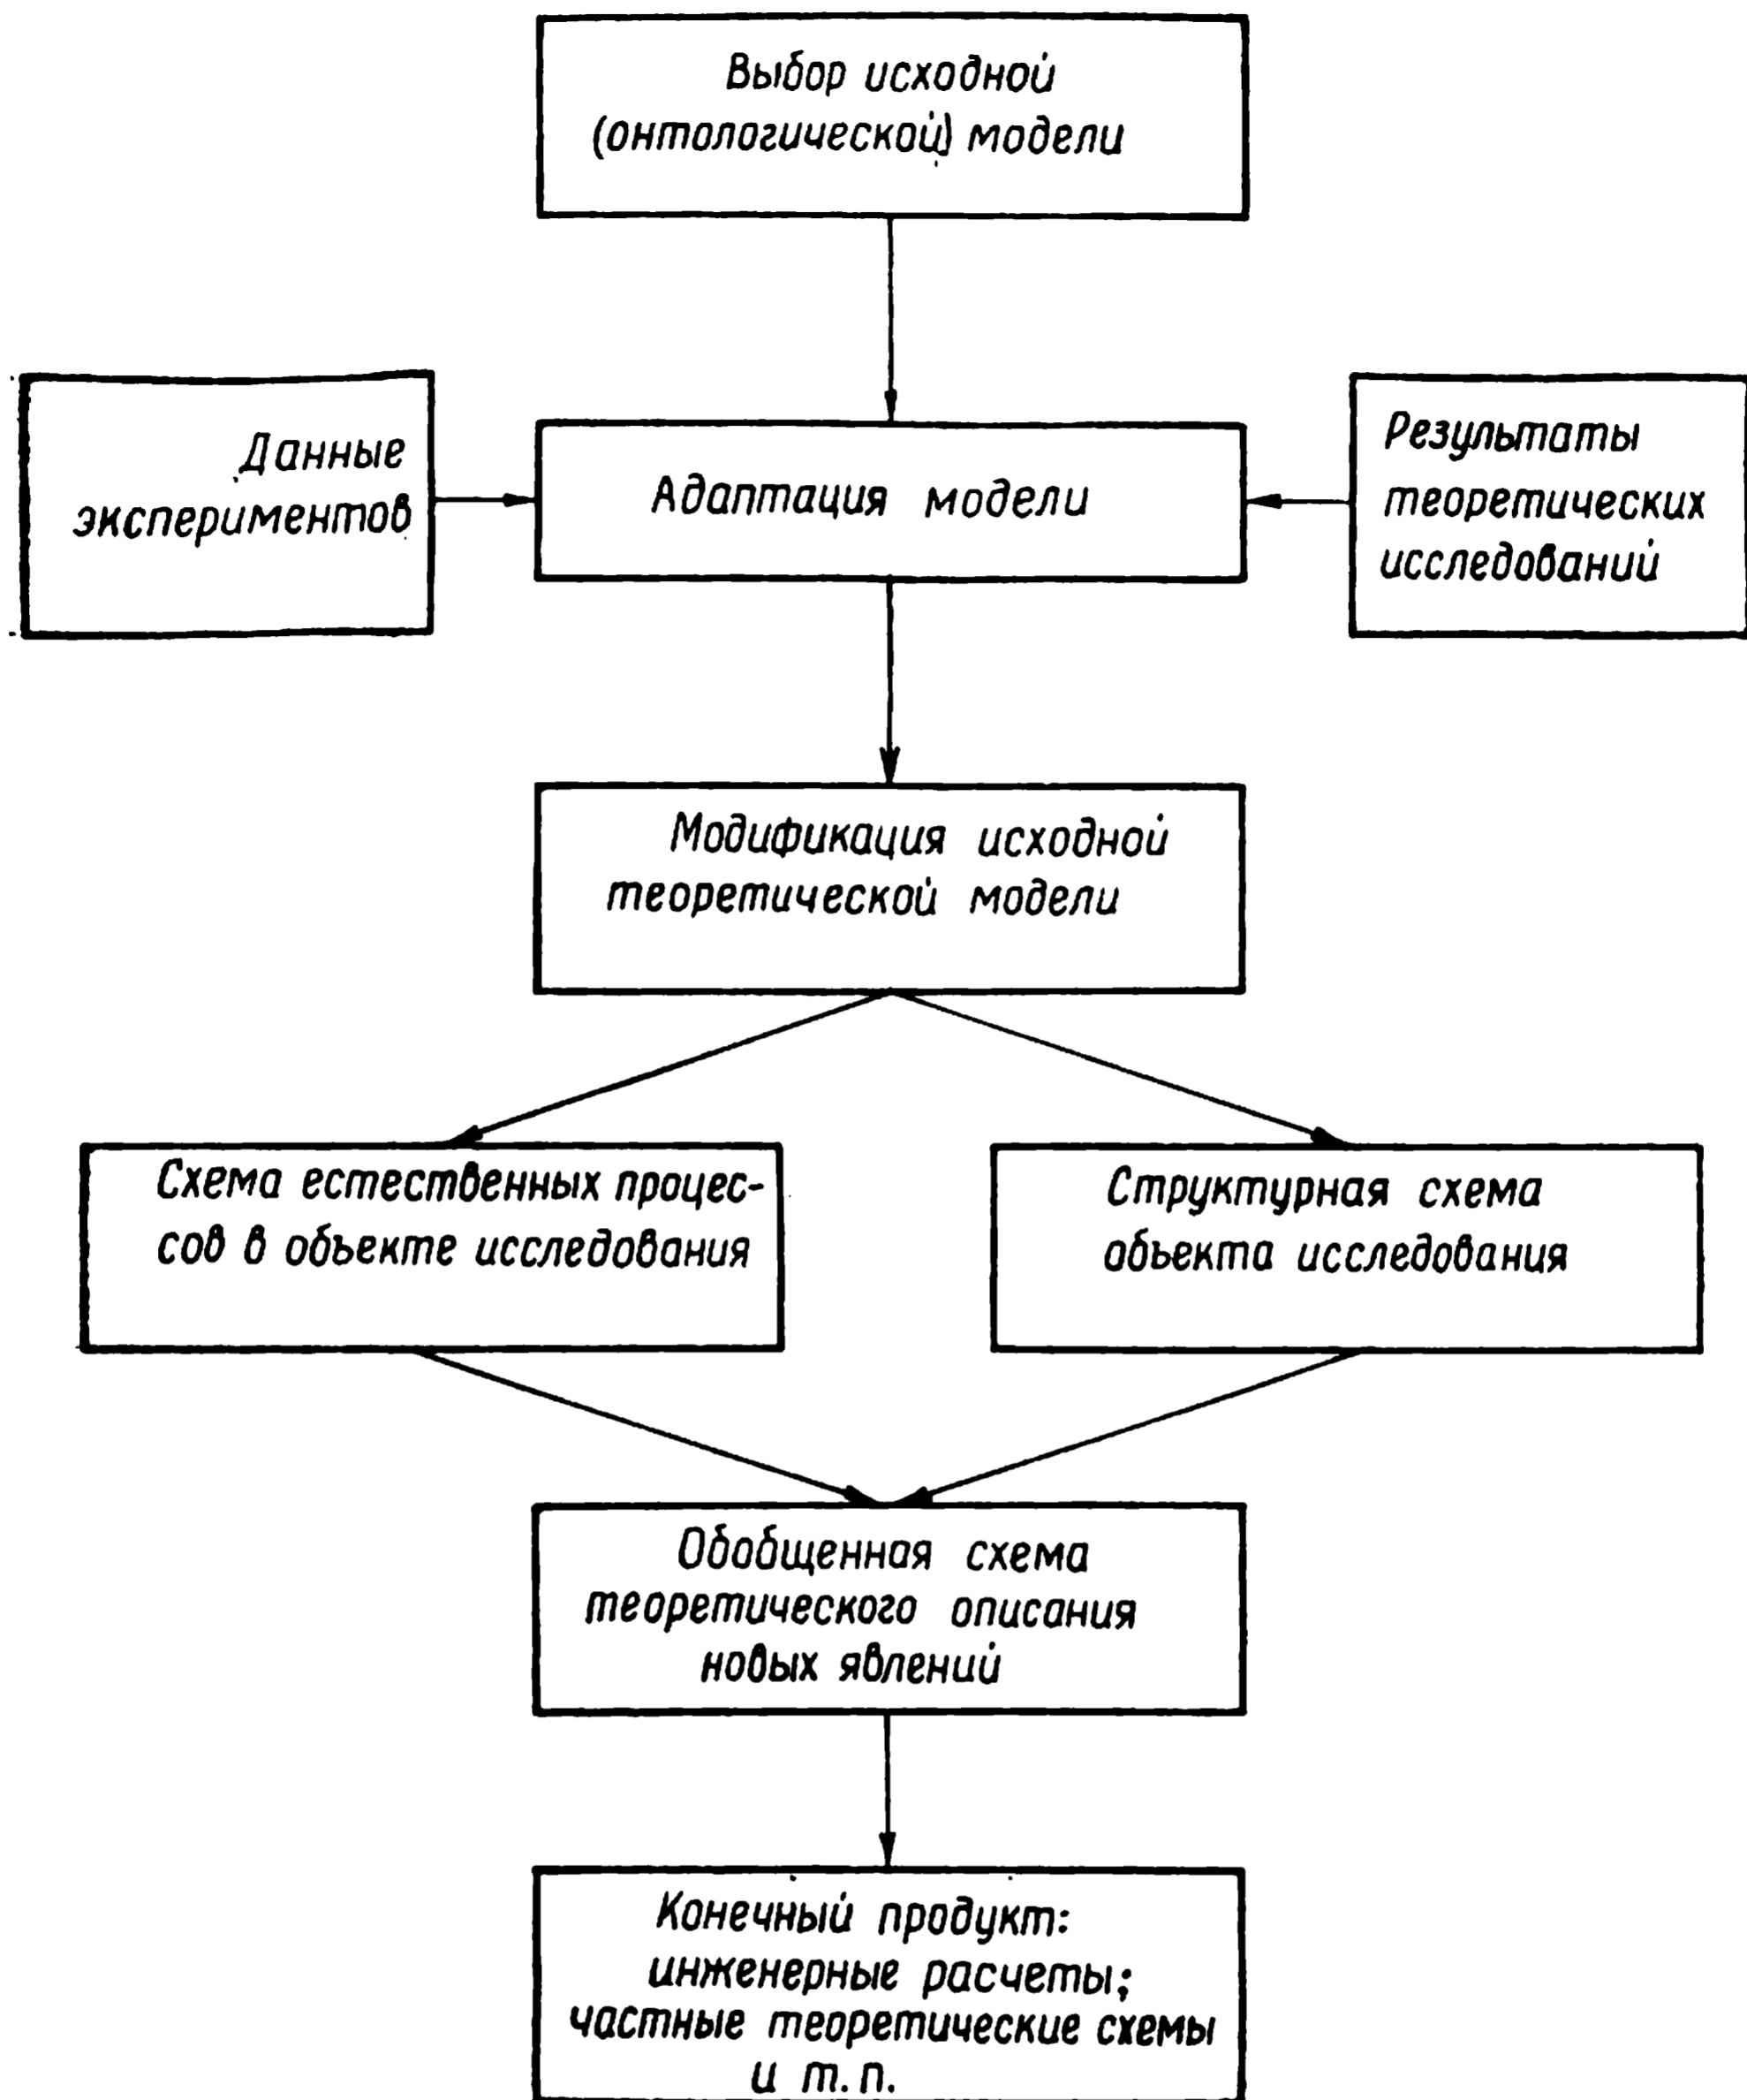 Выбор исходной
(онтологической) модели
Данные
экспериментов
Адаптация модели
Результаты
теоретических
исследований
Модификация исходной
теоретической модели
Схема естественных процес-
сов в объекте исследования
Структурная схема
объекта исследования
Обобщенная схема
теоретического описания
новых явлений
Конечный продукт:
инженерные расчеты;
частные теоретические схемы
и т.п.